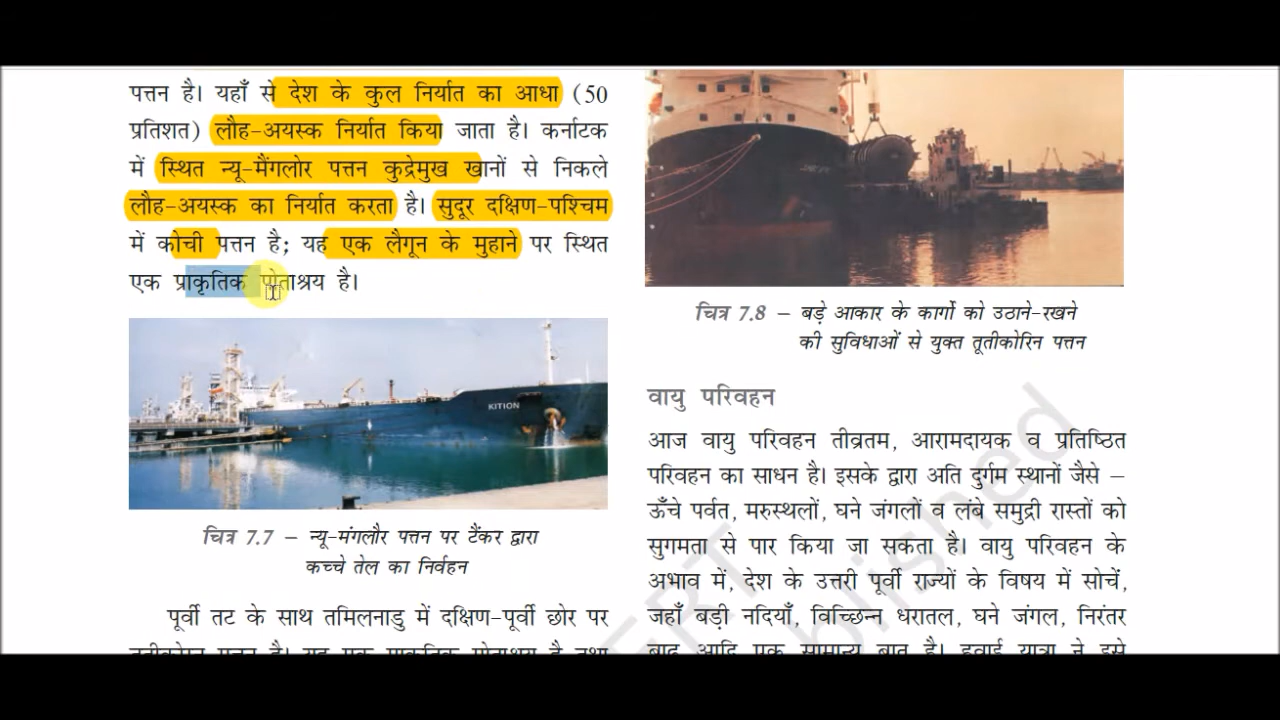 पत्तन है। यहाँ से देश के कुल निर्यात का आधा (50
प्रतिशत) लौह-अयस्क निर्यात किया जाता है। कर्नाटक
में स्थित न्यू-मैंगलोर पत्तन कुद्रेमुख खानों से निकले
लौह-अयस्क का निर्यात करता है। सुदूर दक्षिण-पश्चिम
में कोची पत्तन है; यह एक लैगून के मुहाने पर स्थित
एक प्राकृतिक पोताश्रय है।
KITION
चित्र 7.7 – न्यू-मंगलौर पत्तन पर टैंकर द्वारा
कच्चे तेल का निर्वहन
पूर्वी तट के साथ तमिलनाडु में दक्षिण-पूर्वी छोर पर
चित्र 7.8 – बड़े आकार के कार्गो को उठाने-रखने
की सुविधाओं से युक्त तूतीकोरिन पत्तन
वायु परिवहन
आज वायु परिवहन तीव्रतम, आरामदायक व प्रतिष्ठित
परिवहन का साधन है। इसके द्वारा अति दुर्गम स्थानों जैसे –
ऊँचे पर्वत, मरुस्थलों, घने जंगलों व लंबे समुद्री रास्तों को
सुगमता से पार किया जा सकता है। वायु परिवहन के
अभाव में, देश के उत्तरी पूर्वी राज्यों के विषय में सोचें,
जहाँ बड़ी नदियाँ, विच्छिन्न धरातल, घने जंगल, निरंतर
बाढ़ आदि एक सामान्य बात है। हवाई यात्रा ने इसे